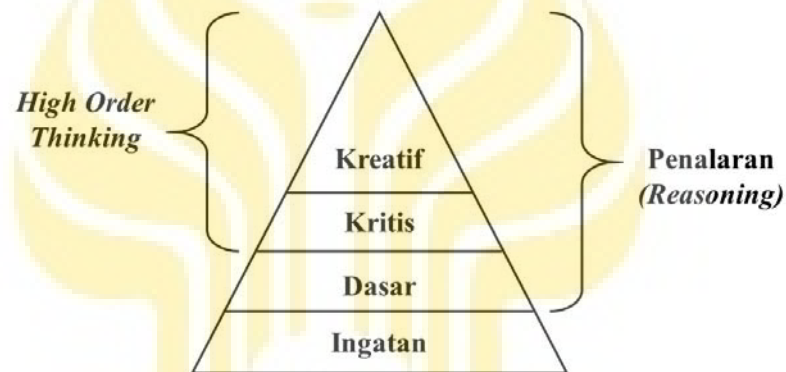 High Order
Thinking
Kreatif
Kritis
Dasar
Ingatan
Penalaran
(Reasoning)